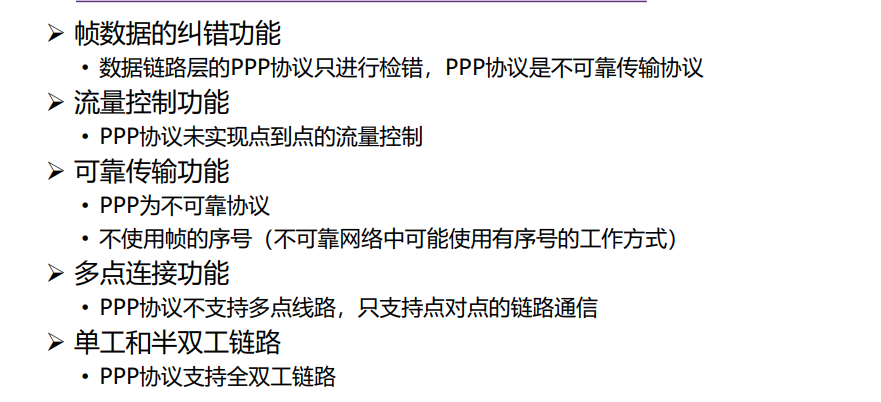 ➢ 帧数据的纠错功能
• 数据链路层的PPP协议只进行检错，PPP协议是不可靠传输协议
➢ 流量控制功能
• PPP协议未实现点到点的流量控制
➢ 可靠传输功能
• PPP为不可靠协议
• 不使用帧的序号（不可靠网络中可能使用有序号的工作方式）
➢ 多点连接功能
• PPP协议不支持多点线路，只支持点对点的链路通信
➢ 单工和半双工链路
• PPP协议支持全双工链路